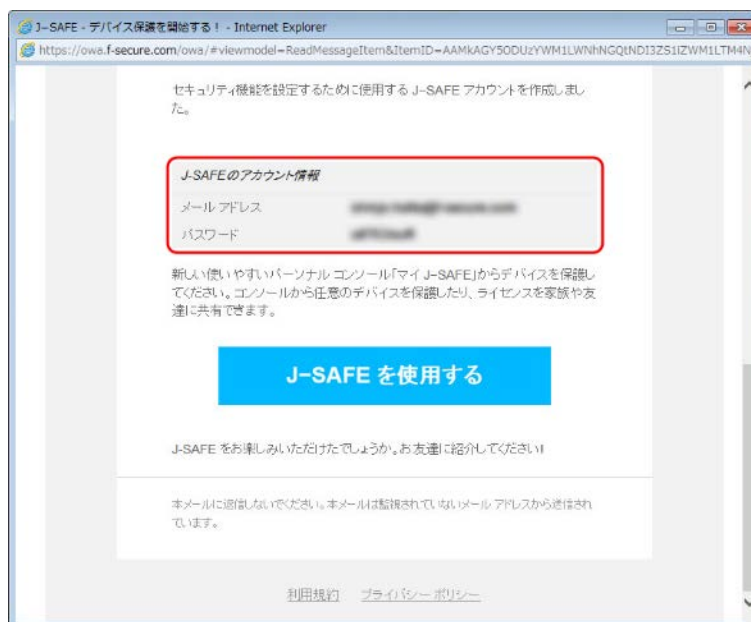 J-SAFE - デバイス保護を開始する! - Internet Explorer
https://owa.f-secure.com/owa/#viewmodel=ReadMessageItem&ItemID=AAMkAGY5ODUzYWM1LWNhNGQtNDI3ZS1iZWM1LTM4N
セキュリティ機能を設定するために使用する J-SAFE アカウントを作成しまし
た。
J-SAFEのアカウント情報
メール アドレス
パスワード
新しい使いやすいパーソナル コンソール「マイ J-SAFE」からデバイスを保護し
てください。コンソールから任意のデバイスを保護したり、ライセンスを家族や友
達に共有できます。
J-SAFE を使用する
J-SAFE をお楽しみいただけたでしょうか。お友達に紹介してください!
本メールに返信しないでください。本メールは監視されていないメール アドレスから送信され
ています。
利用規約 プライバシー ポリシー